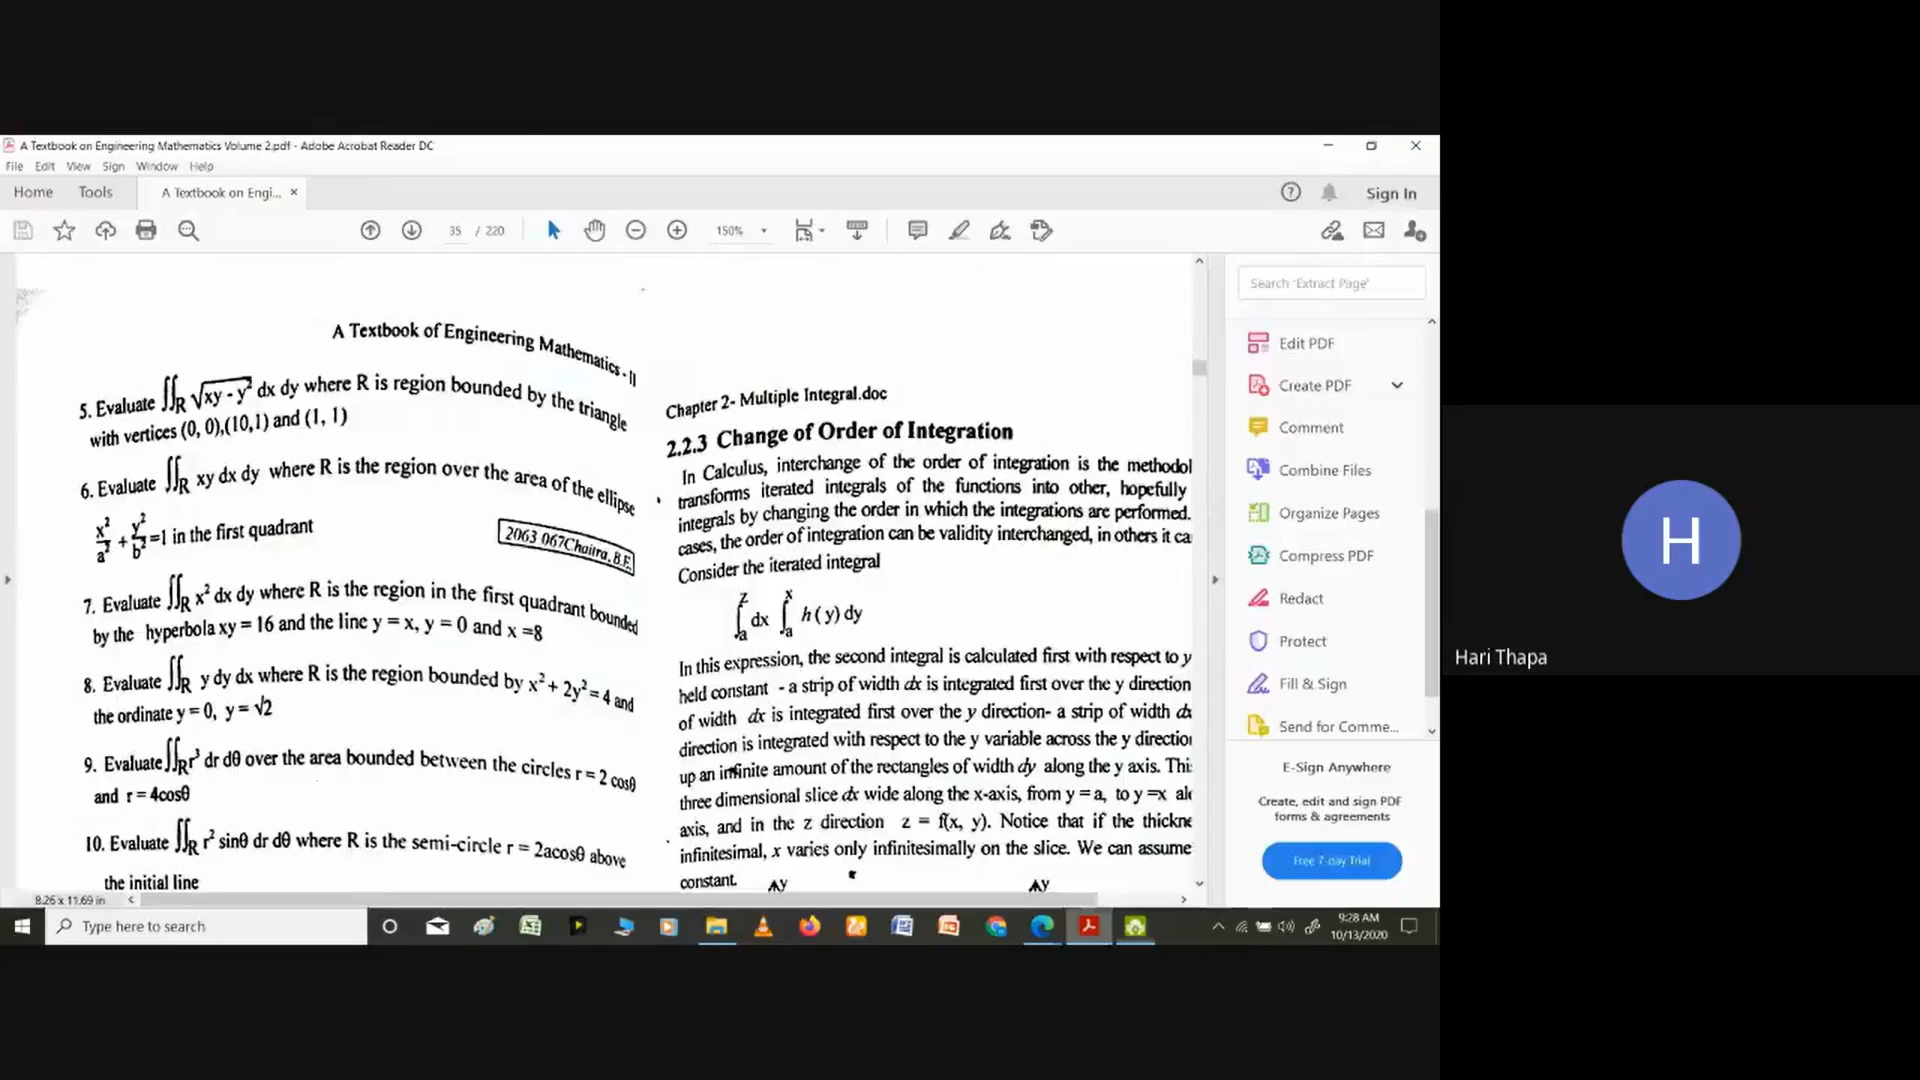 A Textbook on Engineering Mathematics Volume 2.pdf - Adobe Acrobat Reader DC
File Edit View Sign Window Help
Home Tools A Textbook on Engi... × Sign In
35 / 220 150%
A Textbook of Engineering Mathematics - II
5. Evaluate ∬R √(xy - y²) dx dy where R is region bounded by the triangle
with vertices (0, 0),(10,1) and (1, 1)
6. Evaluate ∬R xy dx dy where R is the region over the area of the ellipse
x²/a² + y²/b² =1 in the first quadrant
2063 067Chaitra, B.E.
7. Evaluate ∬R x² dx dy where R is the region in the first quadrant bounded
by the hyperbola xy = 16 and the line y = x, y = 0 and x =8
8. Evaluate ∬R y dy dx where R is the region bounded by x² + 2y² = 4 and
the ordinate y = 0, y = √2
9. Evaluate ∬R r³ dr dθ over the area bounded between the circles r = 2 cosθ
and r = 4cosθ
10. Evaluate ∬R r² sinθ dr dθ where R is the semi-circle r = 2acosθ above
the initial line
8.26 x 11.69 in
Chapter 2- Multiple Integral.doc
2.2.3 Change of Order of Integration
In Calculus, interchange of the order of integration is the methodol
transforms iterated integrals of the functions into other, hopefully
integrals by changing the order in which the integrations are performed.
cases, the order of integration can be validity interchanged, in others it ca
Consider the iterated integral
∫ₐᶻ dx ∫ₐˣ h(y) dy
In this expression, the second integral is calculated first with respect to y
held constant - a strip of width dx is integrated first over the y direction
of width dx is integrated first over the y direction- a strip of width dx
direction is integrated with respect to the y variable across the y direction
up an infinite amount of the rectangles of width dy along the y axis. This
three dimensional slice dx wide along the x-axis, from y = a, to y =x alo
axis, and in the z direction z = f(x, y). Notice that if the thickne
infinitesimal, x varies only infinitesimally on the slice. We can assume
constant.
y y
Search 'Extract Page'
Edit PDF
Create PDF
Comment
Combine Files
Organize Pages
Compress PDF
Redact
Protect
Fill & Sign
Send for Comme...
E-Sign Anywhere
Create, edit and sign PDF
forms & agreements
Free 7-day Trial
H
Hari Thapa
Type here to search
9:28 AM
10/13/2020